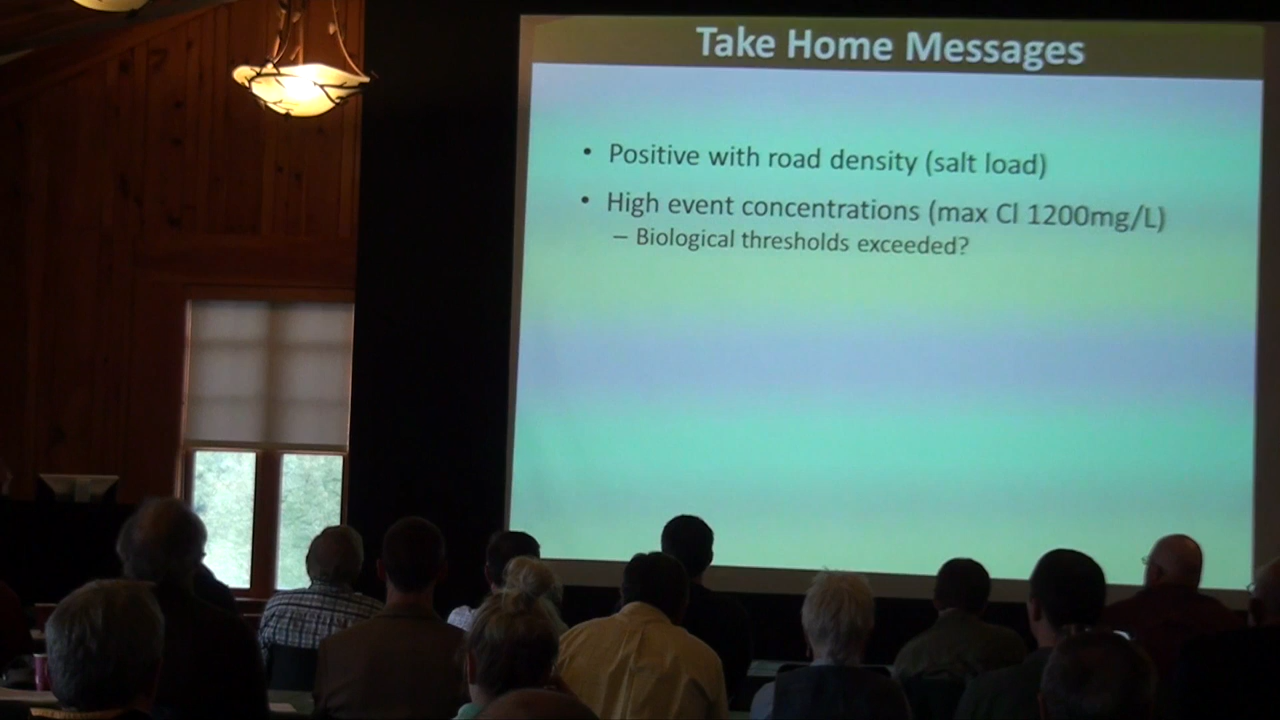 Take Home Messages
• Positive with road density (salt load)
• High event concentrations (max Cl 1200mg/L)
– Biological thresholds exceeded?